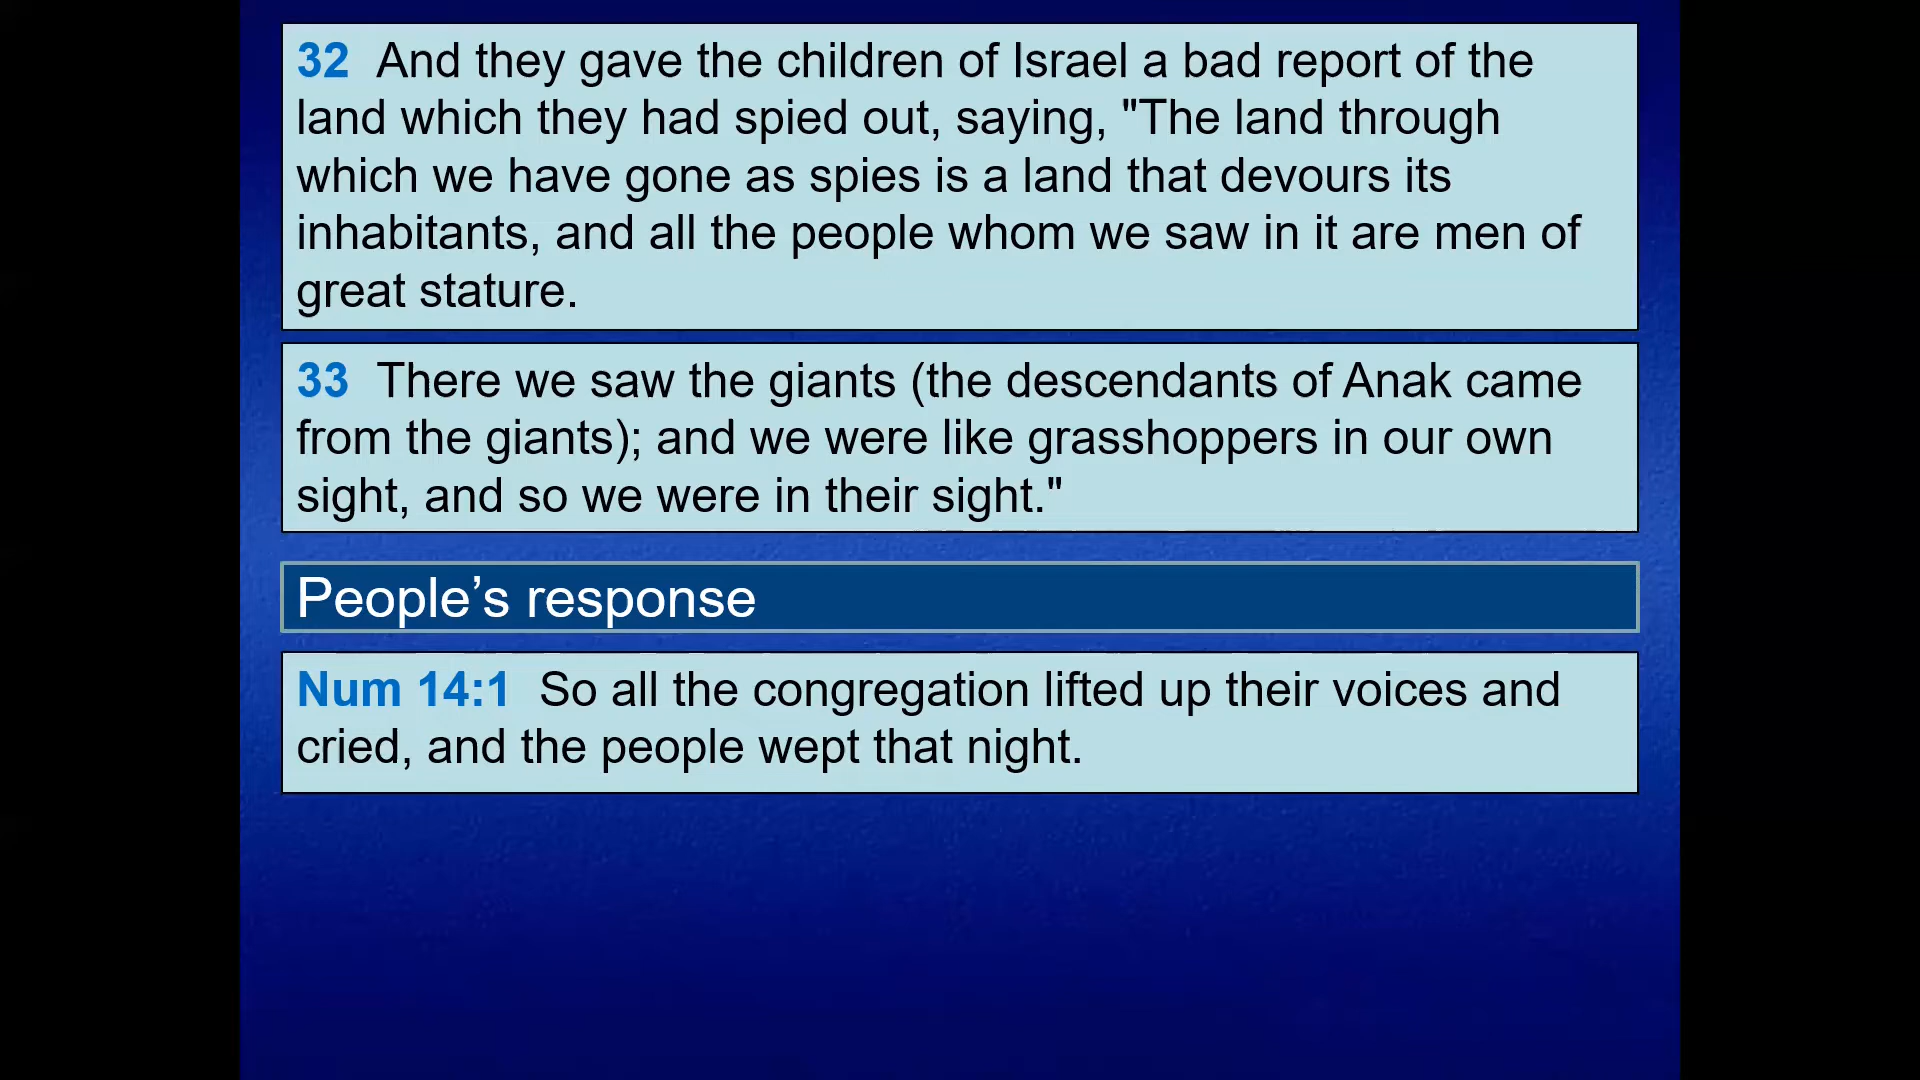 32 And they gave the children of Israel a bad report of the
land which they had spied out, saying, "The land through
which we have gone as spies is a land that devours its
inhabitants, and all the people whom we saw in it are men of
great stature.
33 There we saw the giants (the descendants of Anak came
from the giants); and we were like grasshoppers in our own
sight, and so we were in their sight."
People’s response
Num 14:1 So all the congregation lifted up their voices and
cried, and the people wept that night.